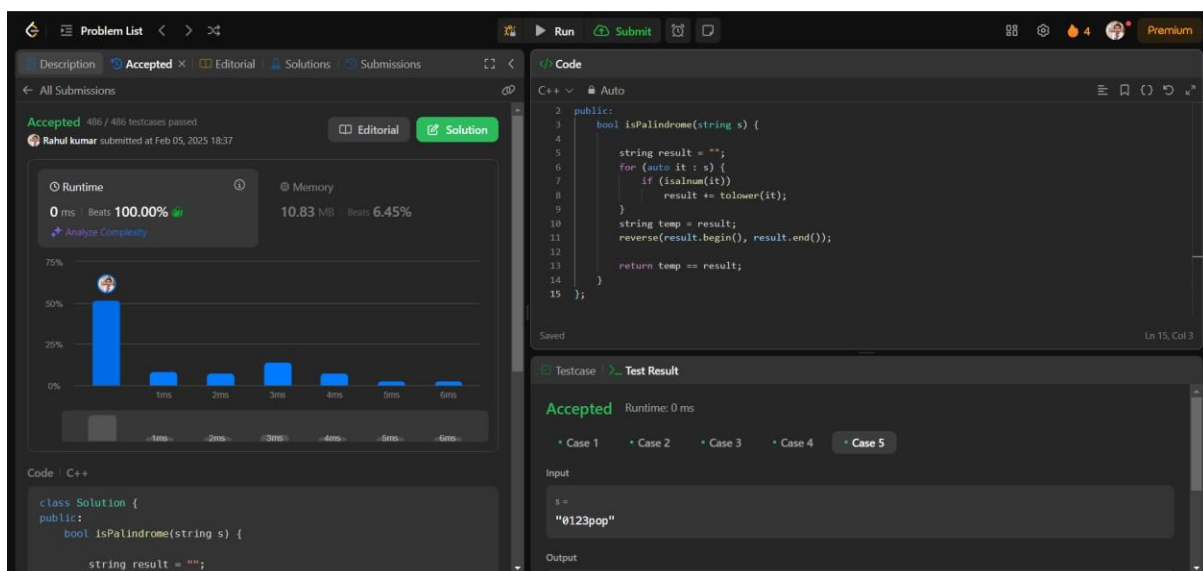 Problem List
Run
Submit
4
Premium
Description
Accepted
Editorial
Solutions
Submissions
All Submissions
Accepted 486 / 486 testcases passed
Rahul kumar submitted at Feb 05, 2025 18:37
Editorial
Solution
Runtime
0 ms Beats 100.00%
Analyze Complexity
Memory
10.83 MB Beats 6.45%
75%
50%
25%
0%
1ms 2ms 3ms 4ms 5ms 6ms
1ms 2ms 3ms 4ms 5ms 6ms
Code C++
class Solution {
public:
bool isPalindrome(string s) {
string result = "";
</> Code
C++ Auto
2 public:
3 bool isPalindrome(string s) {
4
5 string result = "";
6 for (auto it : s) {
7 if (isalnum(it))
8 result += tolower(it);
9 }
10 string temp = result;
11 reverse(result.begin(), result.end());
12
13 return temp == result;
14 }
15 };
Saved
Ln 15, Col 3
Testcase
Test Result
Accepted Runtime: 0 ms
• Case 1 • Case 2 • Case 3 • Case 4 • Case 5
Input
s =
"0123pop"
Output